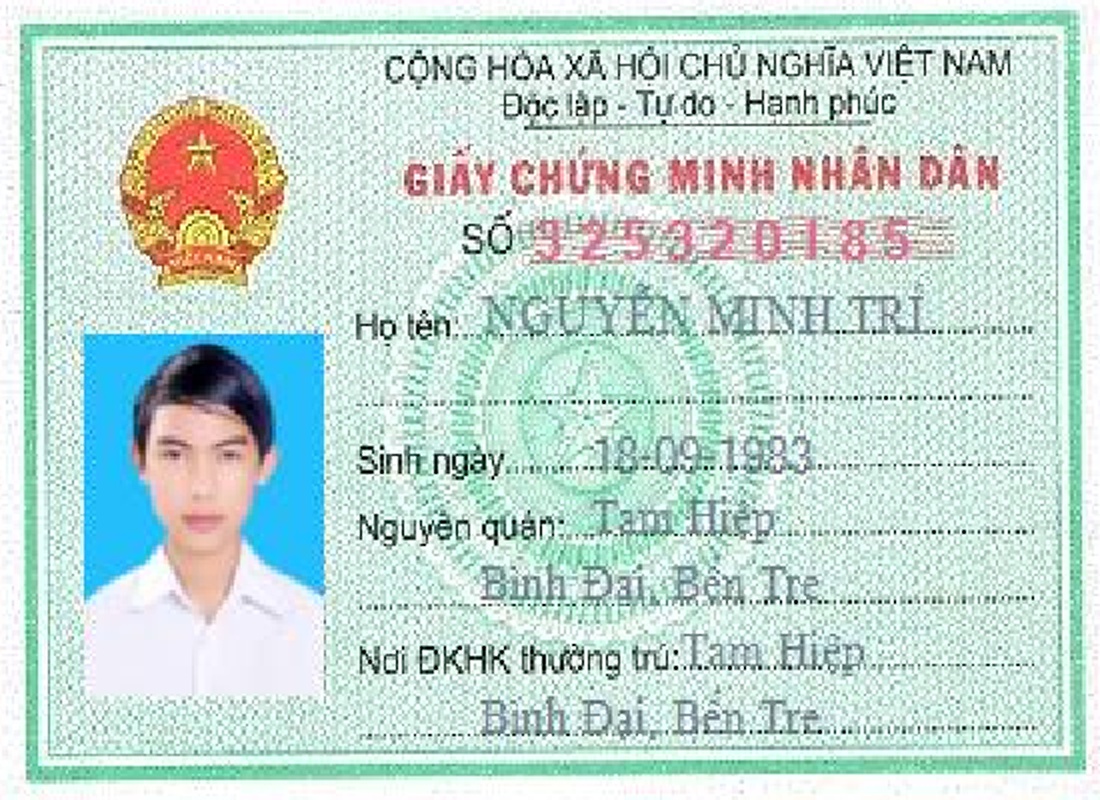 CỘNG HÒA XÃ HỘI CHỦ NGHĨA VIỆT NAM
Độc lập - Tự do - Hạnh phúc
GIẤY CHỨNG MINH NHÂN DÂN
SỐ 325320185
Họ tên: NGUYỄN MINH TRÍ
Sinh ngày 18-09-1983
Nguyên quán: Tam Hiệp
Bình Đại, Bến Tre
Nơi ĐKHK thường trú: Tam Hiệp
Bình Đại, Bến Tre